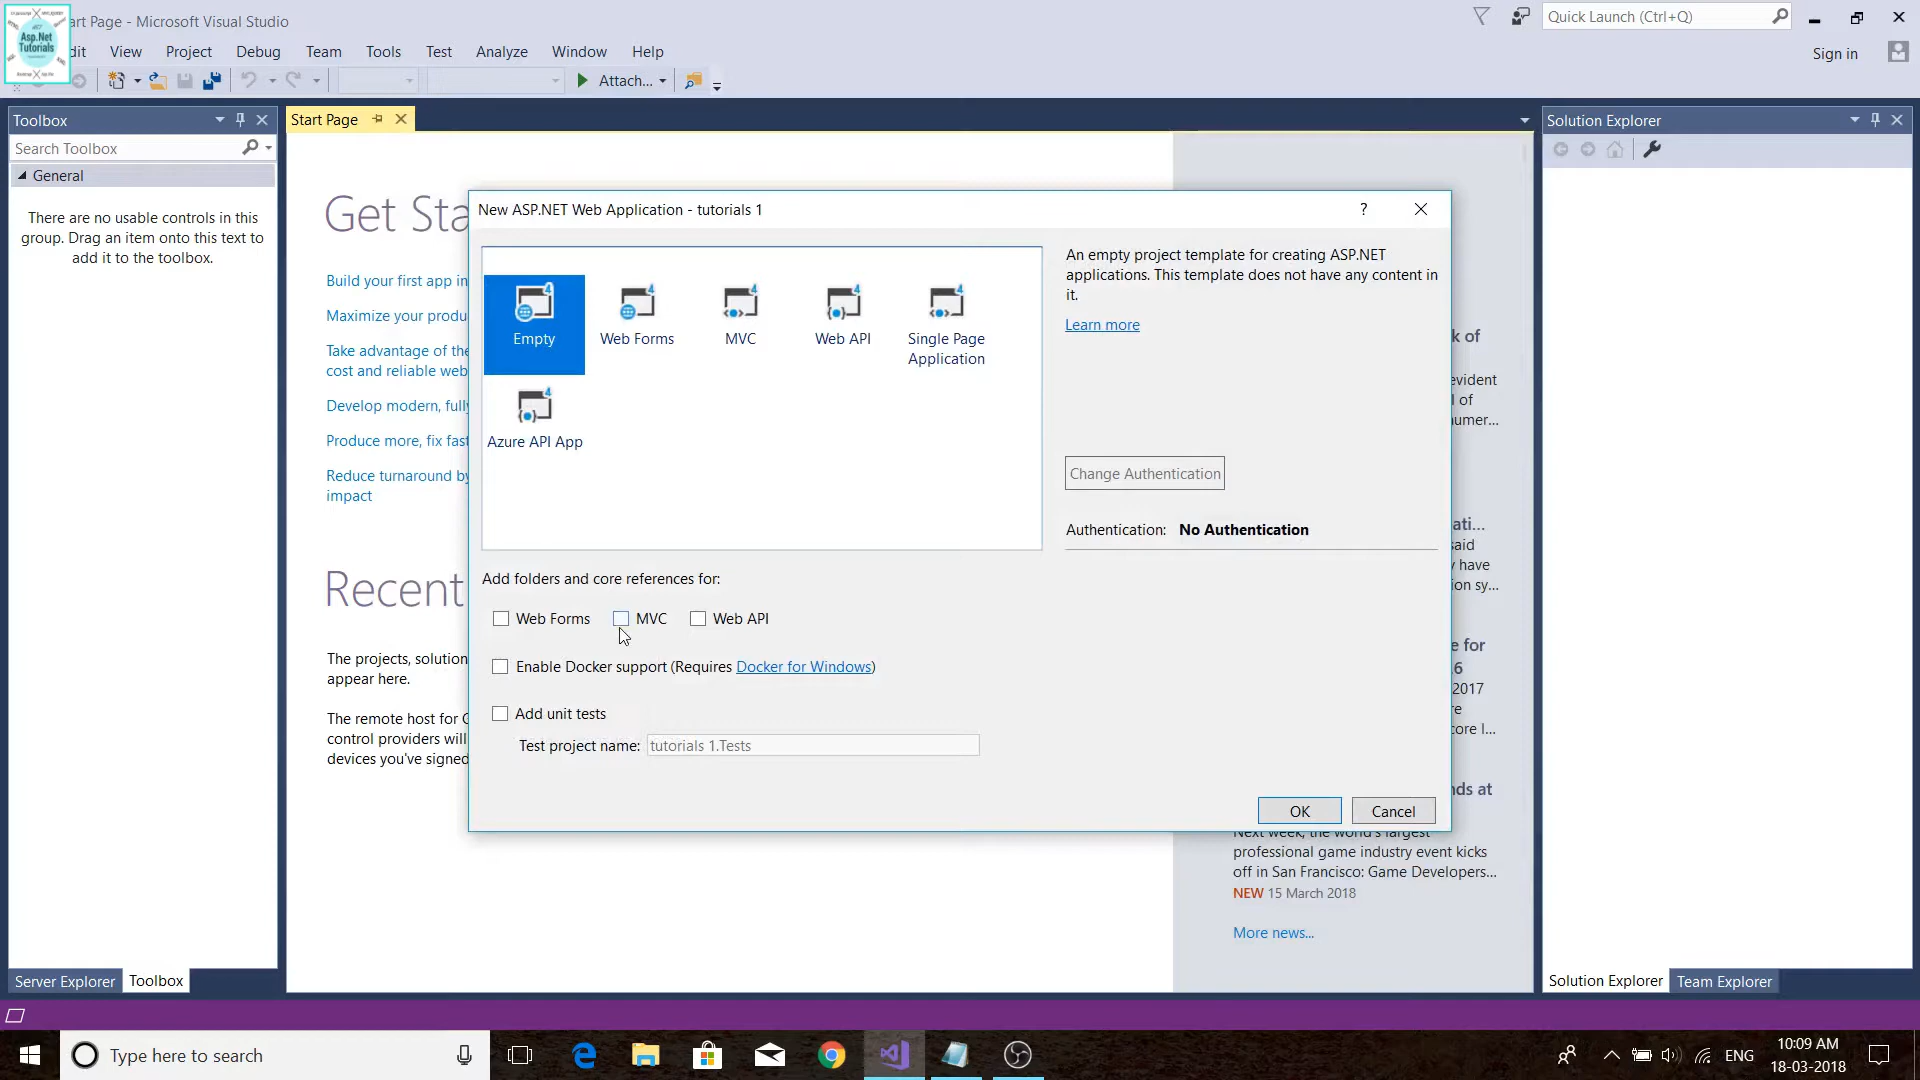 Asp.Net
Tutorials
art Page - Microsoft Visual Studio
Quick Launch (Ctrl+Q)
dit View Project Debug Team Tools Test Analyze Window Help
Sign in
Attach...
Toolbox
Start Page
Solution Explorer
Search Toolbox
General
There are no usable controls in this
group. Drag an item onto this text to
add it to the toolbox.
Get Sta
Build your first app in
Maximize your produ
Take advantage of the
cost and reliable web
Develop modern, fully
Produce more, fix fast
Reduce turnaround by
impact
Recent
The projects, solution
appear here.
The remote host for G
control providers will
devices you've signed
New ASP.NET Web Application - tutorials 1
?
Empty
Web Forms
MVC
Web API
Single Page
Application
Azure API App
An empty project template for creating ASP.NET
applications. This template does not have any content in
it.
Learn more
Change Authentication
Authentication: No Authentication
Add folders and core references for:
Web Forms MVC Web API
Enable Docker support (Requires Docker for Windows)
Add unit tests
Test project name: tutorials 1.Tests
OK
Cancel
k of
evident
l of
numer...
ati...
said
y have
ion sy...
e for
6
2017
re
core I...
nds at
Next week, the world's largest
professional game industry event kicks
off in San Francisco: Game Developers...
NEW 15 March 2018
More news...
Server Explorer Toolbox
Solution Explorer Team Explorer
Type here to search
ENG
10:09 AM
18-03-2018